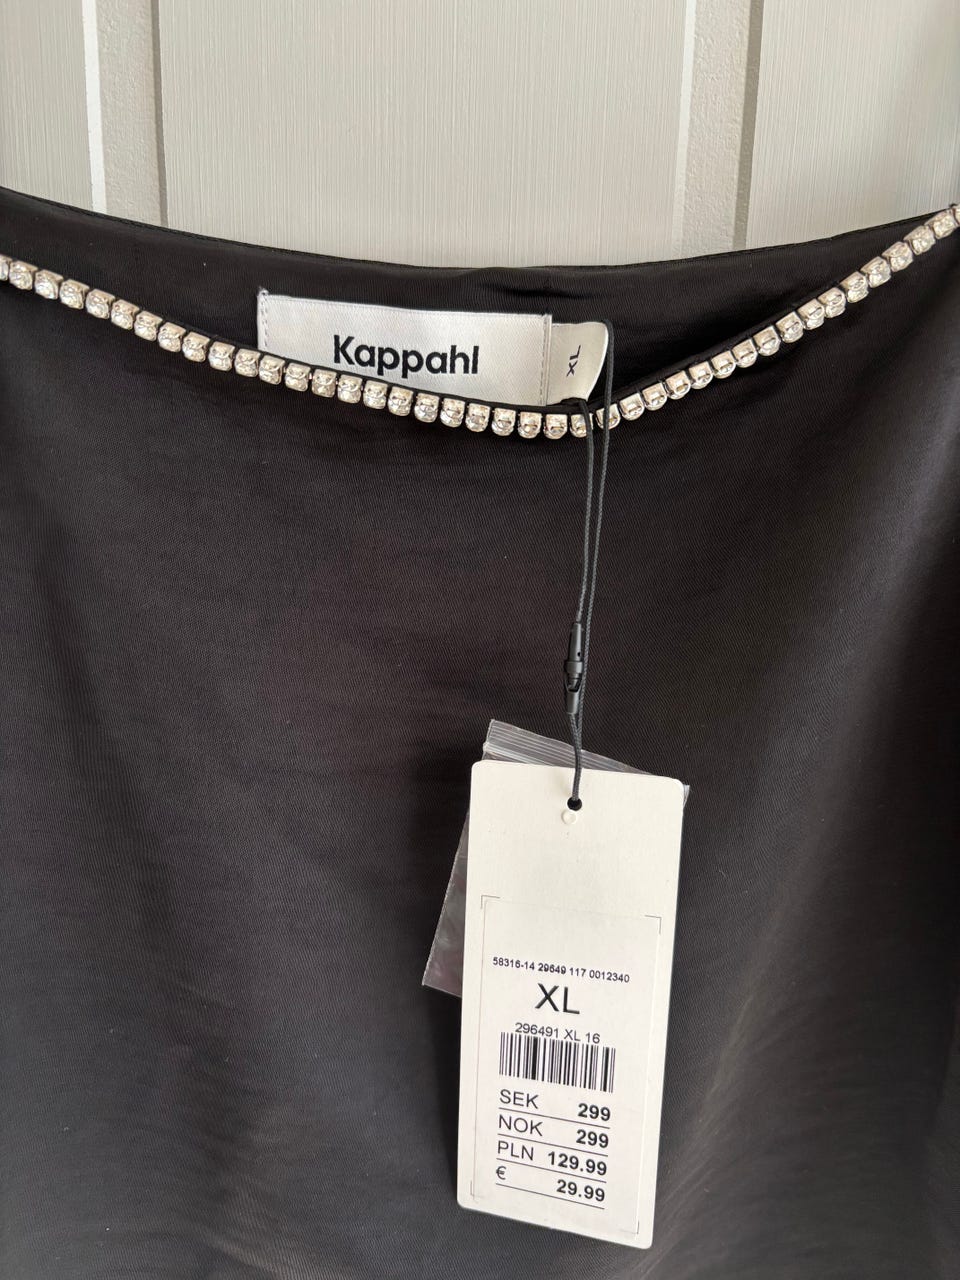 Kappahl
XL
58316-14 29649 117 0012340
XL
296491 XL 16
SEK 299
NOK 299
PLN 129.99
€ 29.99